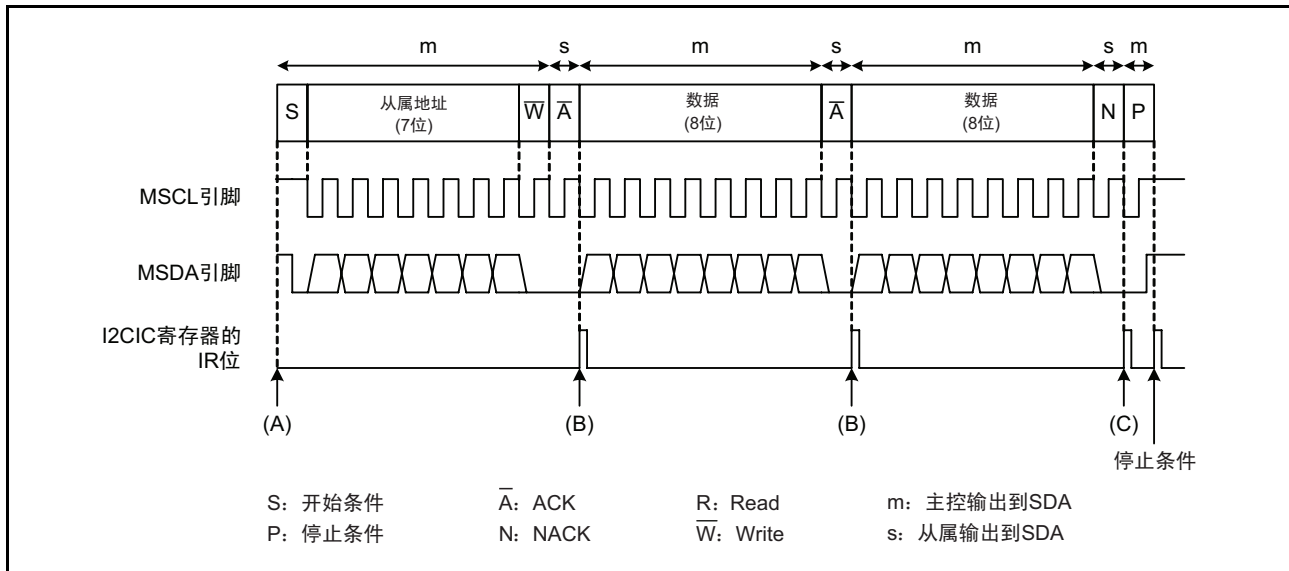 m s m s m s m
S 从属地址 W̅ A̅ 数据 A̅ 数据 N P
(7位) (8位) (8位)
MSCL引脚
MSDA引脚
I2CIC寄存器的
IR位
(A) (B) (B) (C)
停止条件
S：开始条件 A̅：ACK R：Read m：主控输出到SDA
P：停止条件 N：NACK W̅：Write s：从属输出到SDA